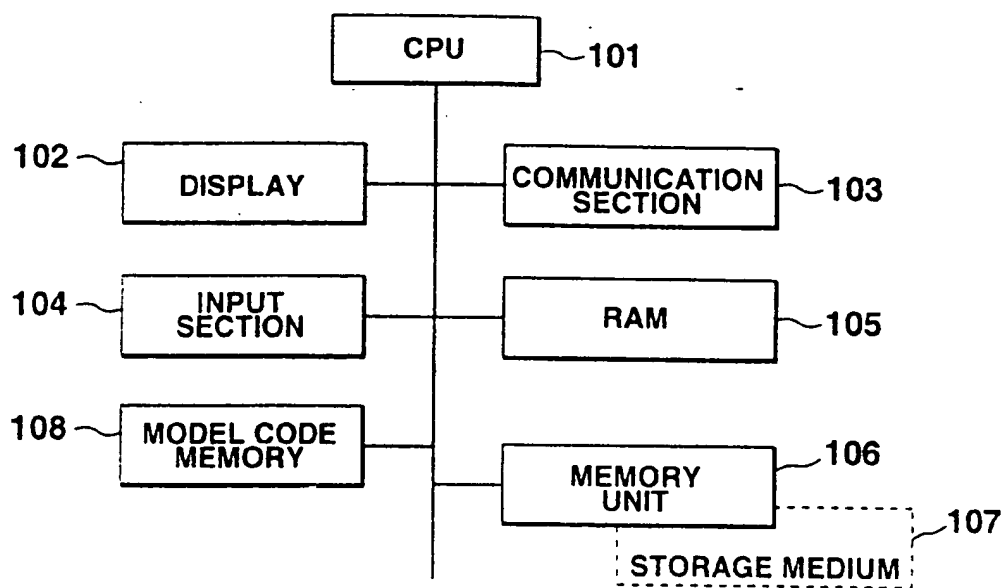 CPU
101
102
DISPLAY
COMMUNICATION
SECTION
103
104
INPUT
SECTION
RAM
105
108
MODEL CODE
MEMORY
MEMORY
UNIT
106
107
STORAGE MEDIUM